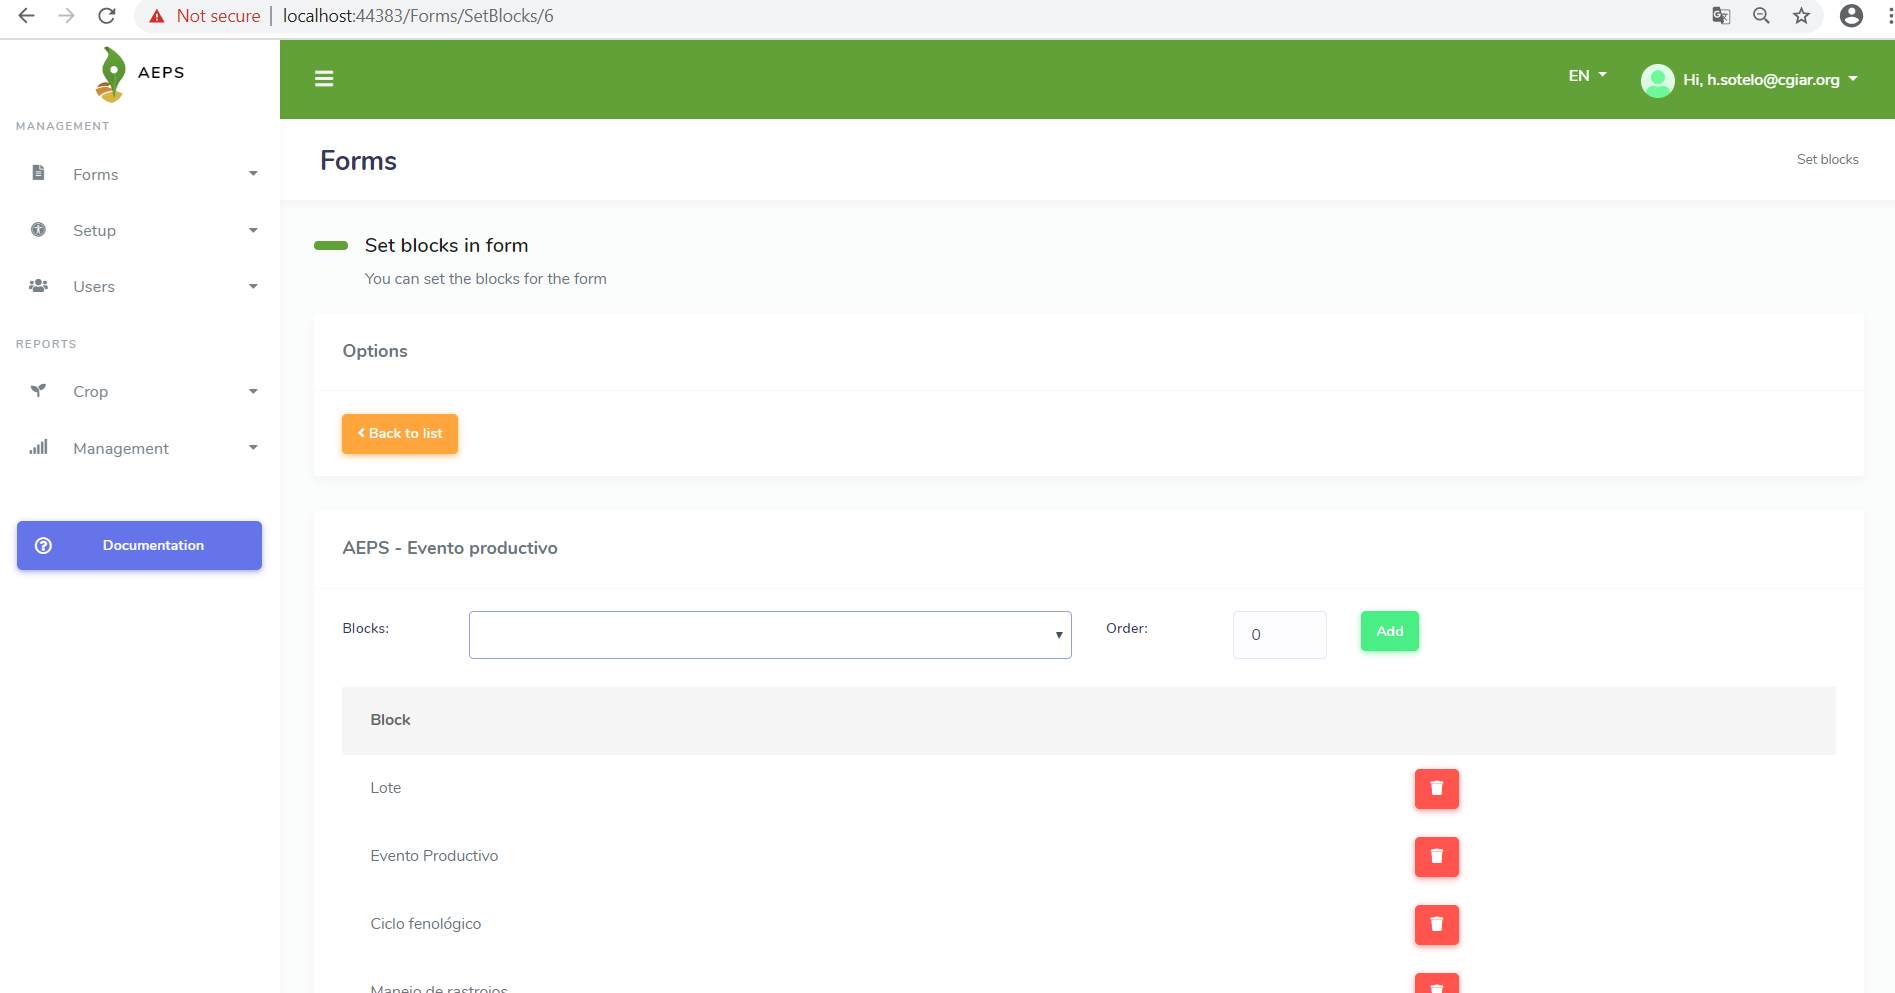 Not secure | localhost:44383/Forms/SetBlocks/6
AEPS
EN
Hi, h.sotelo@cgiar.org
MANAGEMENT
Forms
Setup
Users
REPORTS
Crop
Management
Documentation
Forms
Set blocks
Set blocks in form
You can set the blocks for the form
Options
Back to list
AEPS - Evento productivo
Blocks:
Order:
0
Add
Block
Lote
Evento Productivo
Ciclo fenológico
Manejo de rastrojos